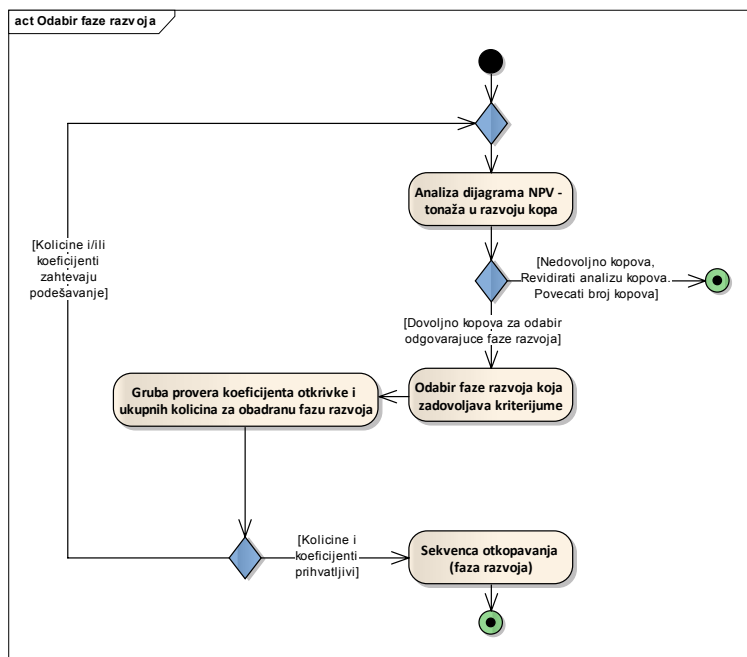 act Odabir faze razvoja
Analiza dijagrama NPV -
tonaža u razvoju kopa
[Kolicine i/ili
koeficijenti
zahtevaju
podešavanje]
[Nedovoljno kopova,
Revidirati analizu kopova.
Povecati broj kopova]
[Dovoljno kopova za odabir
odgovarajuce faze razvoja]
Gruba provera koeficijenta otkrivke i
ukupnih kolicina za obadranu fazu razvoja
Odabir faze razvoja koja
zadovoljava kriterijume
[Kolicine i
koeficijenti
prihvatljivi]
Sekvenca otkopavanja
(faza razvoja)